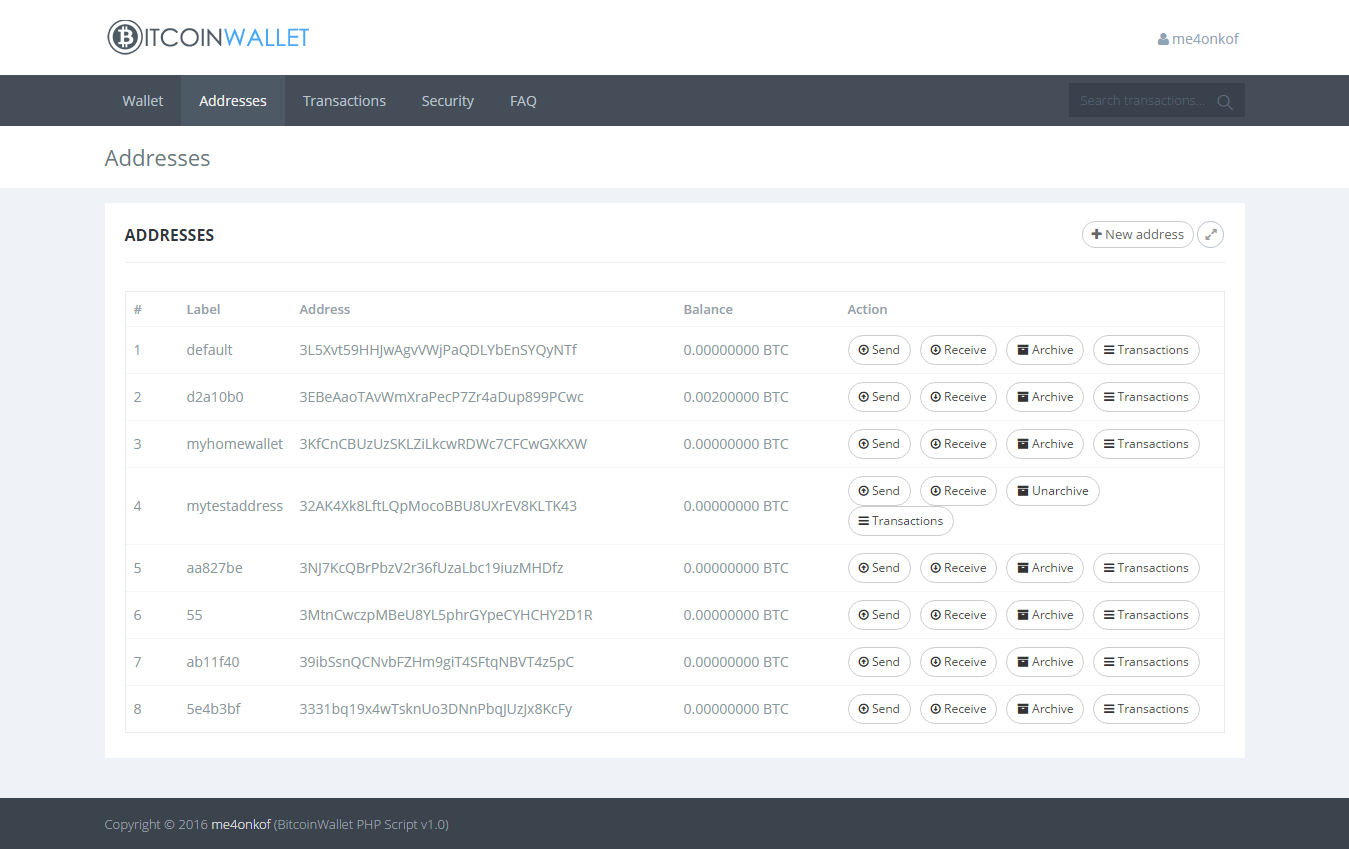 BITCOINWALLET
me4onkof
Wallet Addresses Transactions Security FAQ Search transactions...
Addresses
ADDRESSES New address
# Label Address Balance Action
1 default 3L5Xvt59HHJwAgvVWjPaQDLYbEnSYQyNTf 0.00000000 BTC Send Receive Archive Transactions
2 d2a10b0 3EBeAaoTAvWmXraPecP7Zr4aDup899PCwc 0.00200000 BTC Send Receive Archive Transactions
3 myhomewallet 3KfCnCBUzUzSKLZiLkcwRDWc7CFCwGXKXW 0.00000000 BTC Send Receive Archive Transactions
4 mytestaddress 32AK4Xk8LftLQpMocoBBU8UXrEV8KLTK43 0.00000000 BTC Send Receive Unarchive
Transactions
5 aa827be 3NJ7KcQBrPbzV2r36fUzaLbc19iuzMHDfz 0.00000000 BTC Send Receive Archive Transactions
6 55 3MtnCwczpMBeU8YL5phrGYpeCYHCHY2D1R 0.00000000 BTC Send Receive Archive Transactions
7 ab11f40 39ibSsnQCNvbFZHm9giT4SFtqNBVT4z5pC 0.00000000 BTC Send Receive Archive Transactions
8 5e4b3bf 3331bq19x4wTsknUo3DNnPbqJUzJx8KcFy 0.00000000 BTC Send Receive Archive Transactions
Copyright © 2016 me4onkof (BitcoinWallet PHP Script v1.0)